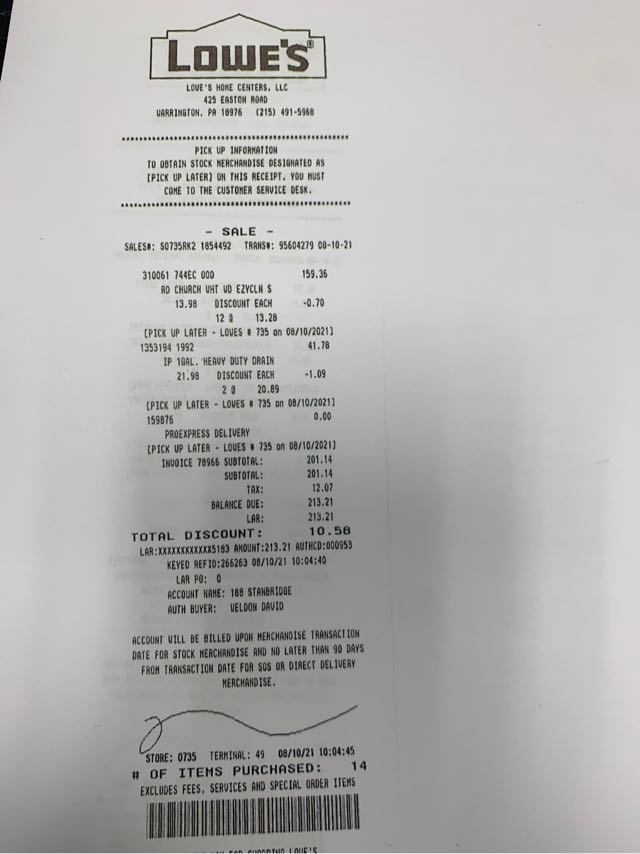 LOWE'S®
LOWE'S HOME CENTERS, LLC
425 EASTON ROAD
WARRINGTON, PA 18976 (215) 491-5968
PICK UP INFORMATION
TO OBTAIN STOCK MERCHANDISE DESIGNATED AS
[PICK UP LATER] ON THIS RECEIPT, YOU MUST
COME TO THE CUSTOMER SERVICE DESK.
- SALE -
SALES#: S0735RK2 1854492 TRANS#: 95604279 08-10-21
310061 744EC 000 159.36
RD CHURCH WHT WD EZYCLN S
13.98 DISCOUNT EACH -0.70
12 @ 13.28
[PICK UP LATER - LOWES # 735 on 08/10/2021]
1353194 1992 41.78
IP 1GAL. HEAVY DUTY DRAIN
21.98 DISCOUNT EACH -1.09
2 @ 20.89
[PICK UP LATER - LOWES # 735 on 08/10/2021]
159876 0.00
PROEXPRESS DELIVERY
[PICK UP LATER - LOWES # 735 on 08/10/2021]
INVOICE 78966 SUBTOTAL: 201.14
SUBTOTAL: 201.14
TAX: 12.07
BALANCE DUE: 213.21
LAR: 213.21
TOTAL DISCOUNT: 10.58
LAR:XXXXXXXXXXXX5183 AMOUNT:213.21 AUTHCD:000953
KEYED REFID:266263 08/10/21 10:04:40
LAR PO: 0
ACCOUNT NAME: 188 STANBRIDGE
AUTH BUYER: WELDON DAVID
ACCOUNT WILL BE BILLED UPON MERCHANDISE TRANSACTION
DATE FOR STOCK MERCHANDISE AND NO LATER THAN 90 DAYS
FROM TRANSACTION DATE FOR SOS OR DIRECT DELIVERY
MERCHANDISE.
STORE: 0735 TERMINAL: 49 08/10/21 10:04:45
# OF ITEMS PURCHASED: 14
EXCLUDES FEES, SERVICES AND SPECIAL ORDER ITEMS
FOR SHOPPING LOWE'S